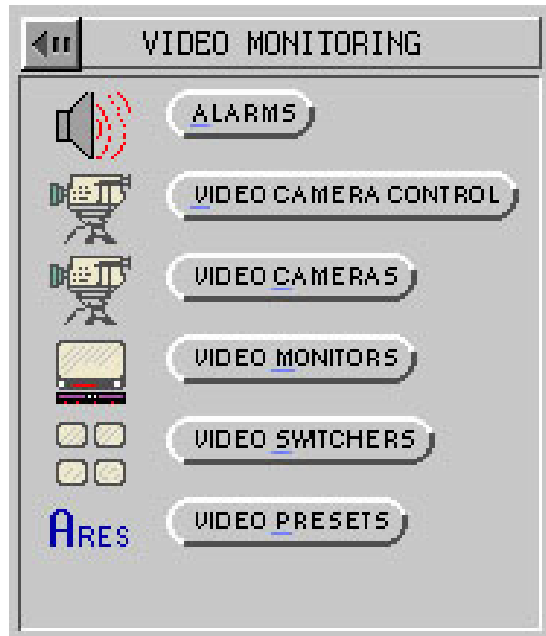 VIDEO MONITORING
ALARMS
VIDEO CAMERA CONTROL
VIDEO CAMERAS
VIDEO MONITORS
VIDEO SWITCHERS
ARES VIDEO PRESETS